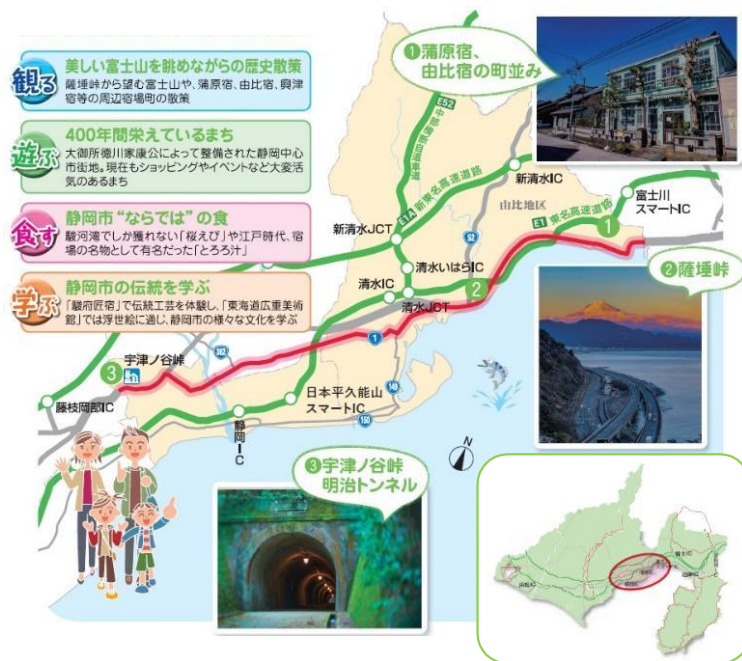 観る
美しい富士山を眺めながらの歴史散策
薩埵峠から望む富士山や、蒲原宿、由比宿、興津
宿等の周辺宿場町の散策
遊ぶ
400年間栄えているまち
大御所徳川家康公によって整備された静岡中心
市街地。現在もショッピングやイベントなど大変活
気のあるまち
食す
静岡市“ならでは”の食
駿河湾でしか獲れない「桜えび」や江戸時代、宿
場の名物として有名だった「とろろ汁」
学ぶ
静岡市の伝統を学ぶ
「駿府匠宿」で伝統工芸を体験し、「東海道広重美術
館」では浮世絵に通じ、静岡市の様々な文化を学ぶ
❶蒲原宿、
由比宿の町並み
E52
中部横断自動車道
E1A 新東名高速道路
新清水IC
由比地区
富士川
スマートIC
E1 東名高速道路
1
新清水JCT
52
清水いはらIC
清水IC
2
清水JCT
❷薩埵峠
1
362
宇津ノ谷峠
3
藤枝岡部IC
日本平久能山
スマートIC
149
150
静岡IC
N
❸宇津ノ谷峠
明治トンネル